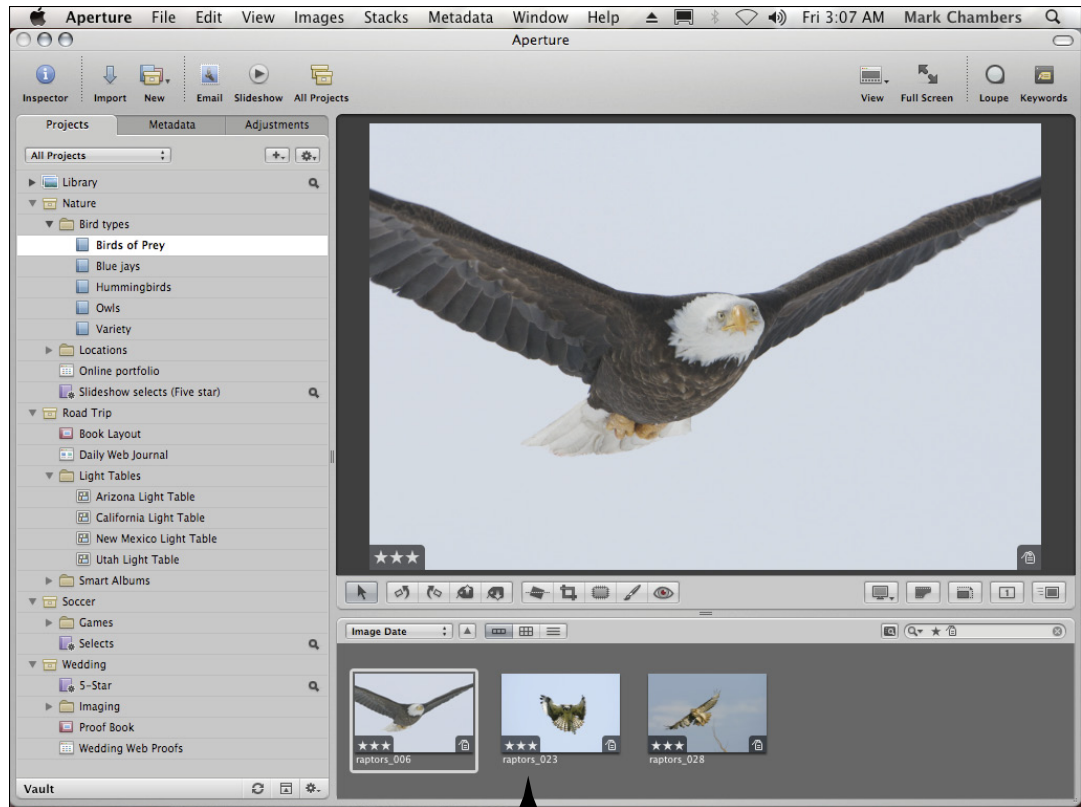 Aperture File Edit View Images Stacks Metadata Window Help Fri 3:07 AM Mark Chambers
Aperture
Inspector Import New Email Slideshow All Projects View Full Screen Loupe Keywords
Projects Metadata Adjustments
All Projects
Library
Nature
Bird types
Birds of Prey
Blue jays
Hummingbirds
Owls
Variety
Locations
Online portfolio
Slideshow selects (Five star)
Road Trip
Book Layout
Daily Web Journal
Light Tables
Arizona Light Table
California Light Table
New Mexico Light Table
Utah Light Table
Smart Albums
Soccer
Games
Selects
Wedding
5-Star
Imaging
Proof Book
Wedding Web Proofs
Vault
★★★
1
Image Date ★
★★★ ★★★ ★★★
raptors_006 raptors_023 raptors_028